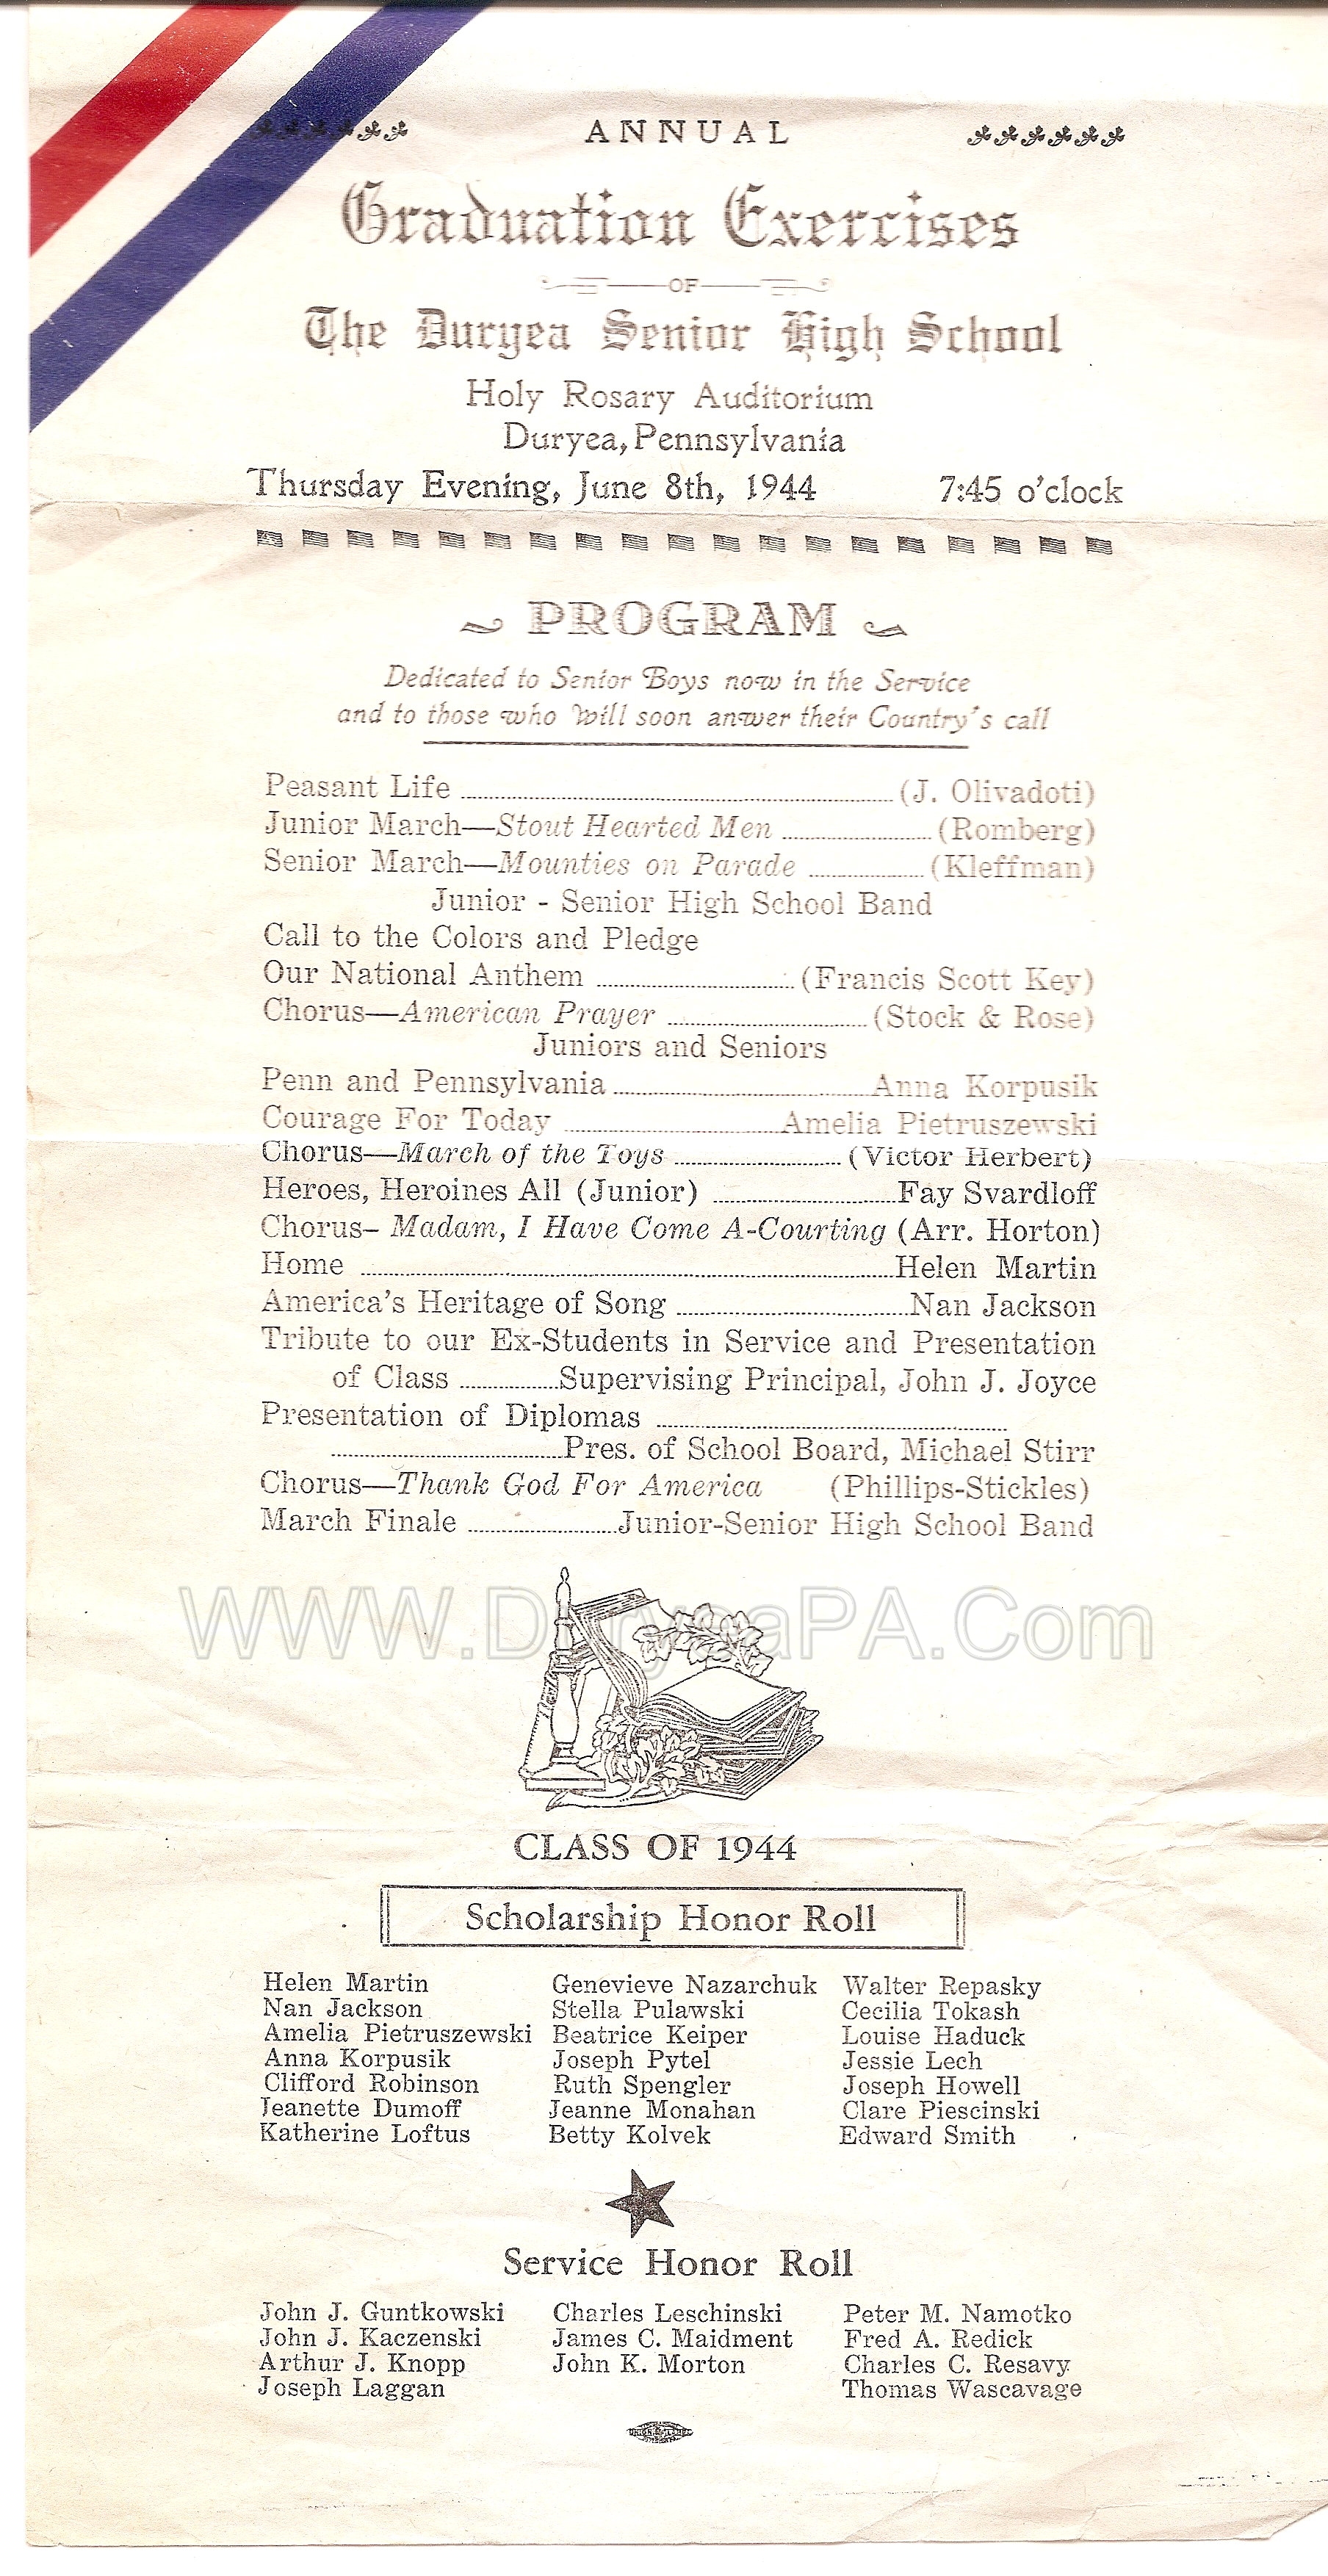 ANNUAL
Graduation Exercises
OF
The Duryea Senior High School
Holy Rosary Auditorium
Duryea, Pennsylvania
Thursday Evening, June 8th, 1944 7:45 o'clock
PROGRAM
Dedicated to Senior Boys now in the Service
and to those who Will soon anwer their Country's call
Peasant Life (J. Olivadoti)
Junior March—Stout Hearted Men (Romberg)
Senior March—Mounties on Parade (Kleffman)
Junior - Senior High School Band
Call to the Colors and Pledge
Our National Anthem (Francis Scott Key)
Chorus—American Prayer (Stock & Rose)
Juniors and Seniors
Penn and Pennsylvania Anna Korpusik
Courage For Today Amelia Pietruszewski
Chorus—March of the Toys (Victor Herbert)
Heroes, Heroines All (Junior) Fay Svardloff
Chorus– Madam, I Have Come A-Courting (Arr. Horton)
Home Helen Martin
America's Heritage of Song Nan Jackson
Tribute to our Ex-Students in Service and Presentation
of Class Supervising Principal, John J. Joyce
Presentation of Diplomas
Pres. of School Board, Michael Stirr
Chorus—Thank God For America (Phillips-Stickles)
March Finale Junior-Senior High School Band
WWW.DuryeaPA.Com
CLASS OF 1944
Scholarship Honor Roll
Helen Martin Genevieve Nazarchuk Walter Repasky
Nan Jackson Stella Pulawski Cecilia Tokash
Amelia Pietruszewski Beatrice Keiper Louise Haduck
Anna Korpusik Joseph Pytel Jessie Lech
Clifford Robinson Ruth Spengler Joseph Howell
Jeanette Dumoff Jeanne Monahan Clare Piescinski
Katherine Loftus Betty Kolvek Edward Smith
Service Honor Roll
John J. Guntkowski Charles Leschinski Peter M. Namotko
John J. Kaczenski James C. Maidment Fred A. Redick
Arthur J. Knopp John K. Morton Charles C. Resavy
Joseph Laggan Thomas Wascavage